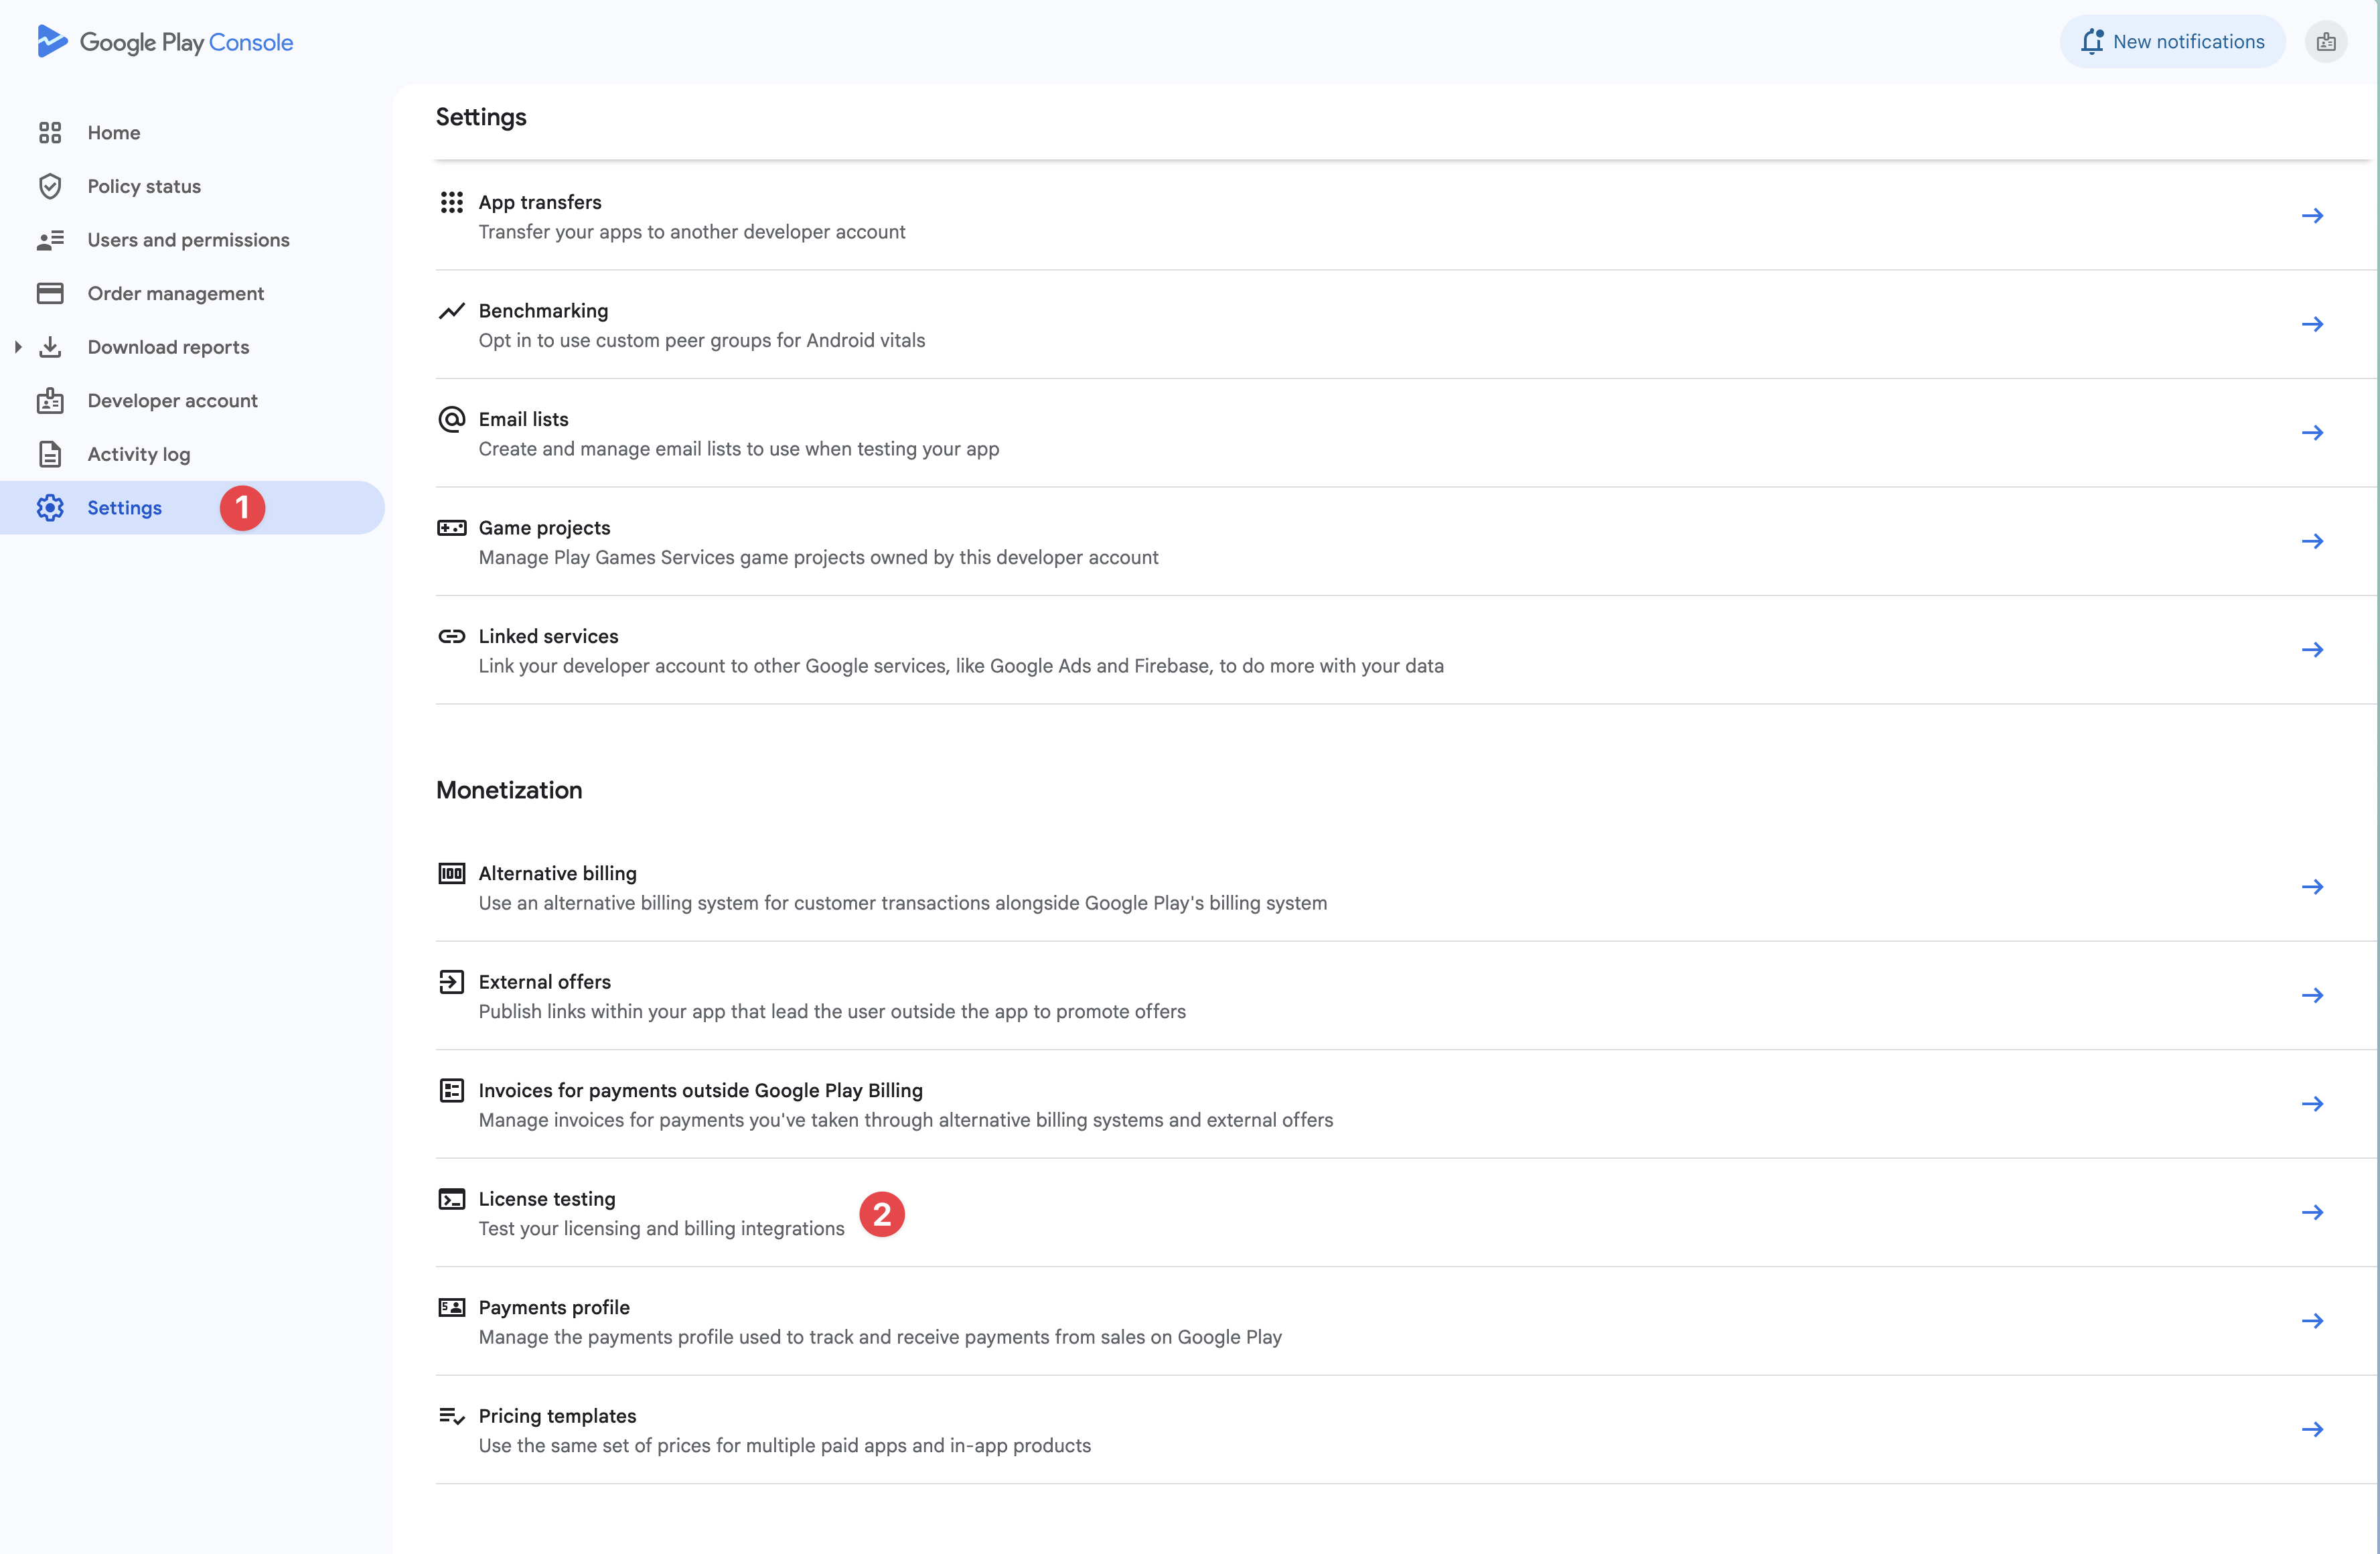 Google Play Console
New notifications
Home
Policy status
Users and permissions
Order management
Download reports
Developer account
Activity log
Settings
1
Settings
App transfers
Transfer your apps to another developer account
Benchmarking
Opt in to use custom peer groups for Android vitals
Email lists
Create and manage email lists to use when testing your app
Game projects
Manage Play Games Services game projects owned by this developer account
Linked services
Link your developer account to other Google services, like Google Ads and Firebase, to do more with your data
Monetization
Alternative billing
Use an alternative billing system for customer transactions alongside Google Play's billing system
External offers
Publish links within your app that lead the user outside the app to promote offers
Invoices for payments outside Google Play Billing
Manage invoices for payments you've taken through alternative billing systems and external offers
License testing
Test your licensing and billing integrations
2
Payments profile
Manage the payments profile used to track and receive payments from sales on Google Play
Pricing templates
Use the same set of prices for multiple paid apps and in-app products